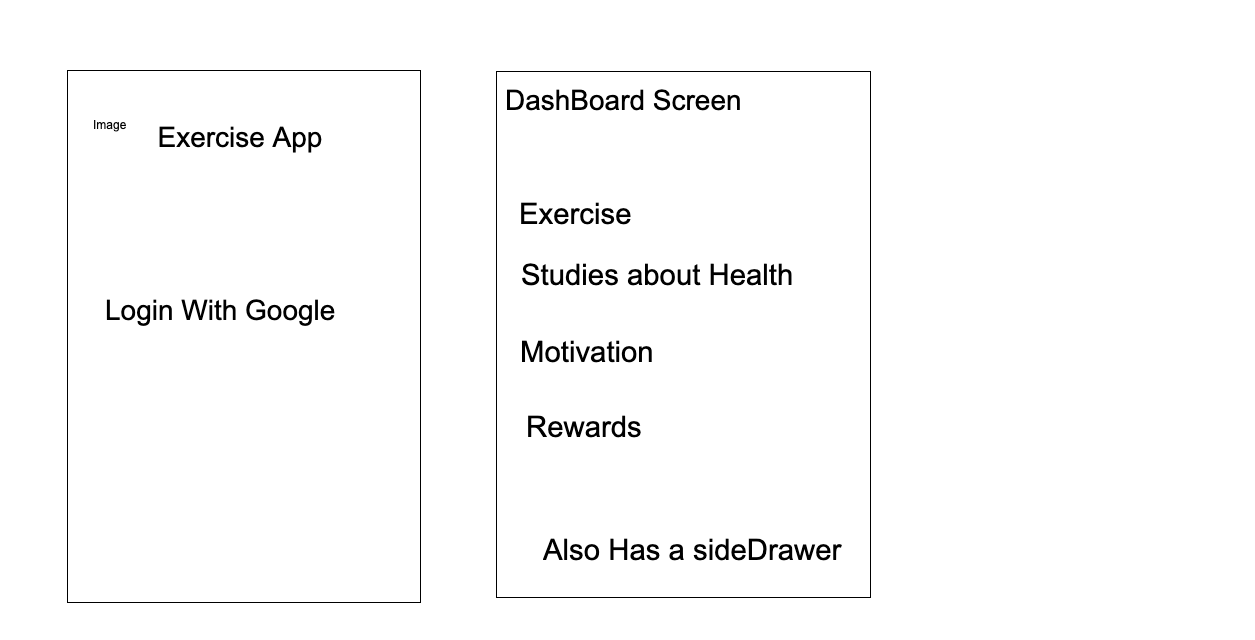 Image
Exercise App
Login With Google
DashBoard Screen
Exercise
Studies about Health
Motivation
Rewards
Also Has a sideDrawer